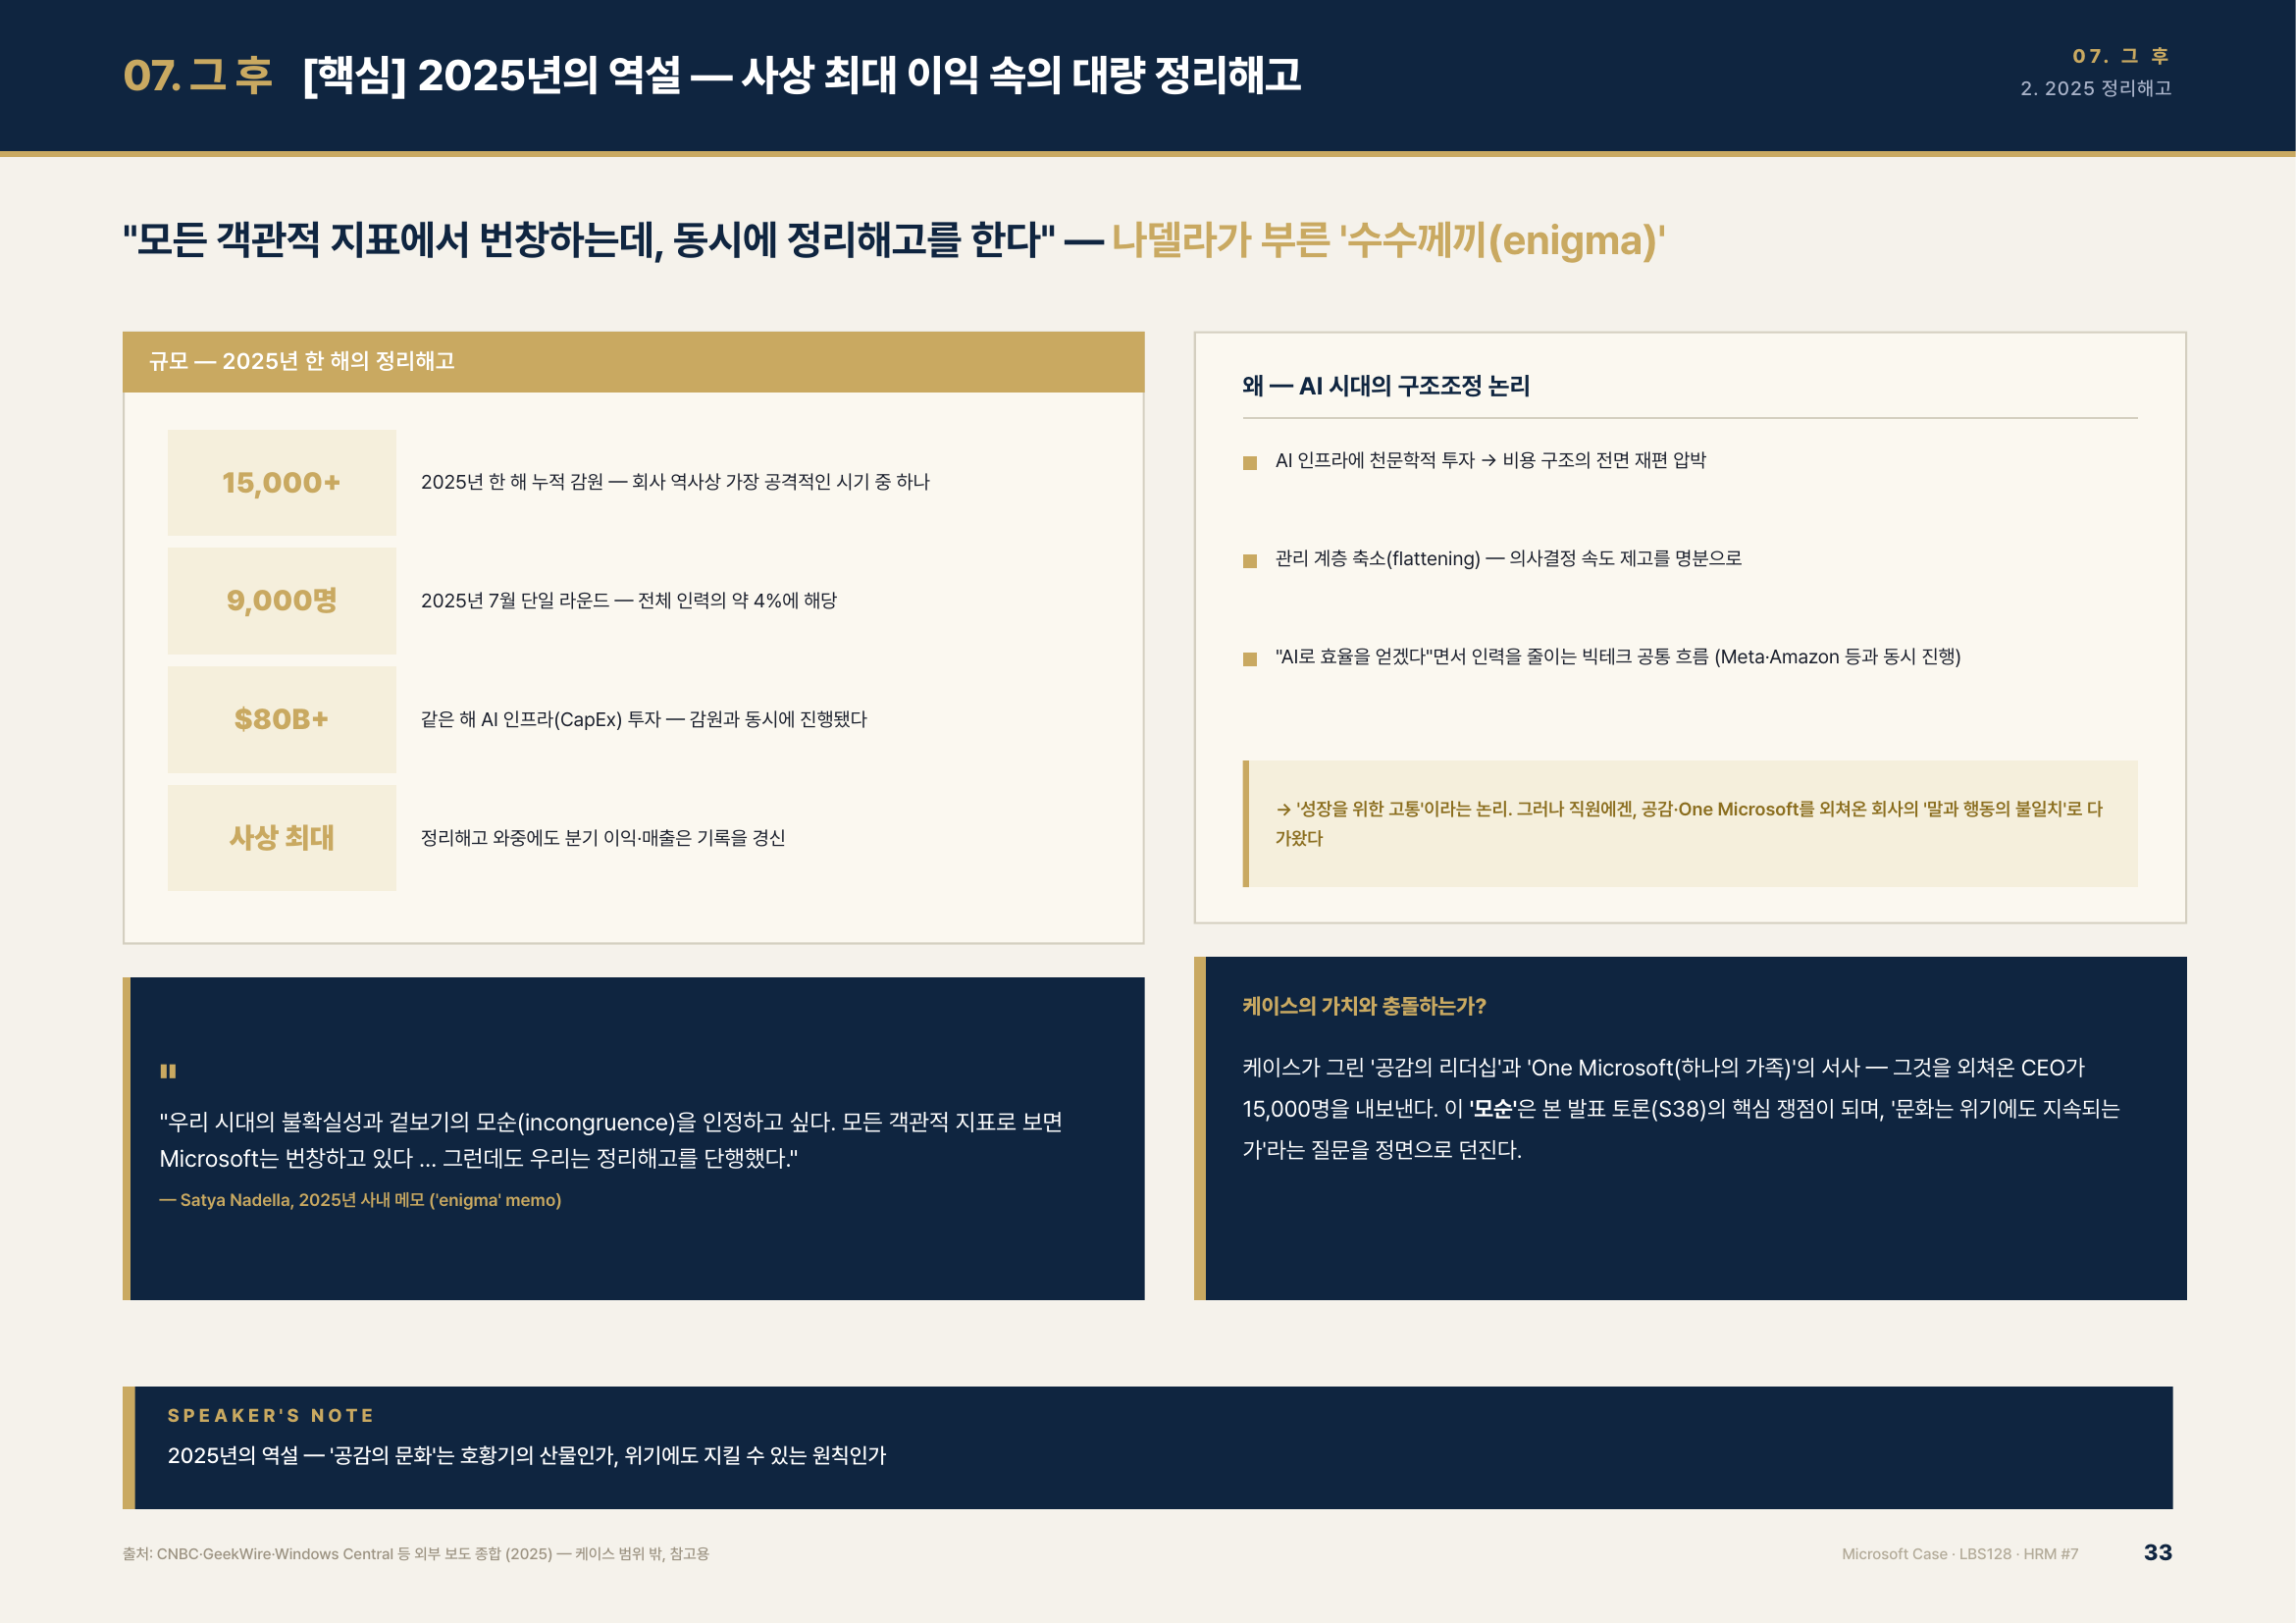 07. 그 후 [핵심] 2025년의 역설 — 사상 최대 이익 속의 대량 정리해고
07. 그 후
2. 2025 정리해고
"모든 객관적 지표에서 번창하는데, 동시에 정리해고를 한다" — 나델라가 부른 '수수께끼(enigma)'
규모 — 2025년 한 해의 정리해고
15,000+ 2025년 한 해 누적 감원 — 회사 역사상 가장 공격적인 시기 중 하나
9,000명 2025년 7월 단일 라운드 — 전체 인력의 약 4%에 해당
$80B+ 같은 해 AI 인프라(CapEx) 투자 — 감원과 동시에 진행됐다
사상 최대 정리해고 와중에도 분기 이익·매출은 기록을 경신
왜 — AI 시대의 구조조정 논리
AI 인프라에 천문학적 투자 → 비용 구조의 전면 재편 압박
관리 계층 축소(flattening) — 의사결정 속도 제고를 명분으로
"AI로 효율을 얻겠다"면서 인력을 줄이는 빅테크 공통 흐름 (Meta·Amazon 등과 동시 진행)
→ '성장을 위한 고통'이라는 논리. 그러나 직원에겐, 공감·One Microsoft를 외쳐온 회사의 '말과 행동의 불일치'로 다
가왔다
"
"우리 시대의 불확실성과 겉보기의 모순(incongruence)을 인정하고 싶다. 모든 객관적 지표로 보면
Microsoft는 번창하고 있다 ... 그런데도 우리는 정리해고를 단행했다."
— Satya Nadella, 2025년 사내 메모 ('enigma' memo)
케이스의 가치와 충돌하는가?
케이스가 그린 '공감의 리더십'과 'One Microsoft(하나의 가족)'의 서사 — 그것을 외쳐온 CEO가
15,000명을 내보낸다. 이 '모순'은 본 발표 토론(S38)의 핵심 쟁점이 되며, '문화는 위기에도 지속되는
가'라는 질문을 정면으로 던진다.
SPEAKER'S NOTE
2025년의 역설 — '공감의 문화'는 호황기의 산물인가, 위기에도 지킬 수 있는 원칙인가
출처: CNBC·GeekWire·Windows Central 등 외부 보도 종합 (2025) — 케이스 범위 밖, 참고용
Microsoft Case · LBS128 · HRM #7 33